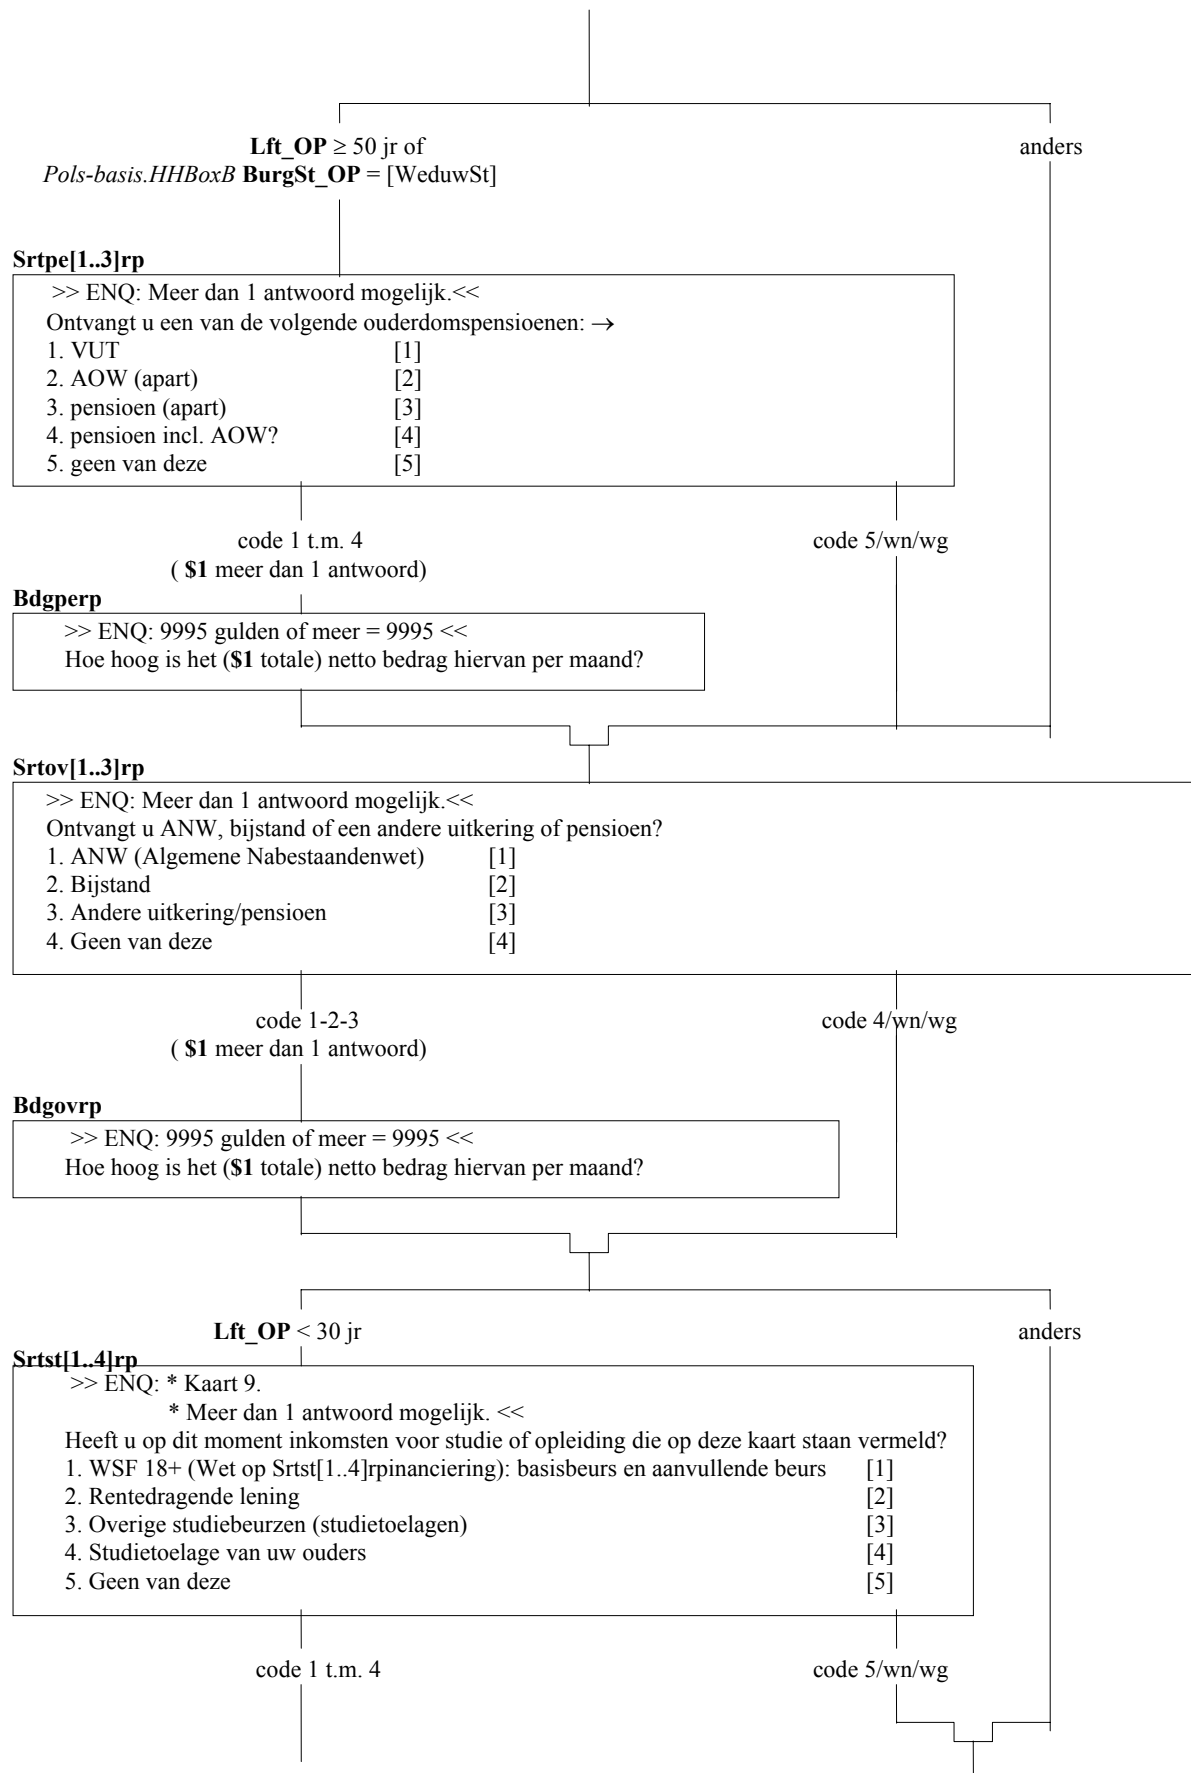 Lft_OP ≥ 50 jr of
anders
Pols-basis.HHBoxB BurgSt_OP = [WeduwSt]
Srtpe[1..3]rp
>> ENQ: Meer dan 1 antwoord mogelijk.<<
Ontvangt u een van de volgende ouderdomspensioenen: →
1. VUT [1]
2. AOW (apart) [2]
3. pensioen (apart) [3]
4. pensioen incl. AOW? [4]
5. geen van deze [5]
code 1 t.m. 4
code 5/wn/wg
( $1 meer dan 1 antwoord)
Bdgperp
>> ENQ: 9995 gulden of meer = 9995 <<
Hoe hoog is het ($1 totale) netto bedrag hiervan per maand?
Srtov[1..3]rp
>> ENQ: Meer dan 1 antwoord mogelijk.<<
Ontvangt u ANW, bijstand of een andere uitkering of pensioen?
1. ANW (Algemene Nabestaandenwet) [1]
2. Bijstand [2]
3. Andere uitkering/pensioen [3]
4. Geen van deze [4]
code 1-2-3
code 4/wn/wg
( $1 meer dan 1 antwoord)
Bdgovrp
>> ENQ: 9995 gulden of meer = 9995 <<
Hoe hoog is het ($1 totale) netto bedrag hiervan per maand?
Lft_OP < 30 jr
anders
Srtst[1..4]rp
>> ENQ: * Kaart 9.
* Meer dan 1 antwoord mogelijk. <<
Heeft u op dit moment inkomsten voor studie of opleiding die op deze kaart staan vermeld?
1. WSF 18+ (Wet op Srtst[1..4]rpinanciering): basisbeurs en aanvullende beurs [1]
2. Rentedragende lening [2]
3. Overige studiebeurzen (studietoelagen) [3]
4. Studietoelage van uw ouders [4]
5. Geen van deze [5]
code 1 t.m. 4
code 5/wn/wg